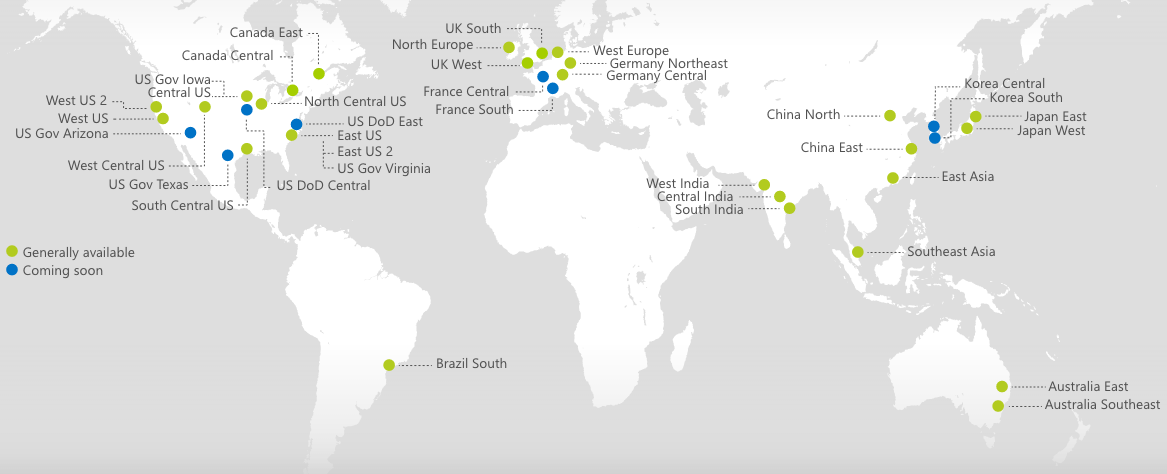 Canada East
Canada Central
US Gov Iowa
Central US
West US 2
West US
US Gov Arizona
North Central US
US DoD East
East US
East US 2
US Gov Virginia
West Central US
US Gov Texas
US DoD Central
South Central US
Generally available
Coming soon
Brazil South
UK South
North Europe
UK West
West Europe
Germany Northeast
Germany Central
France Central
France South
Korea Central
Korea South
China North
Japan East
Japan West
China East
East Asia
West India
Central India
South India
Southeast Asia
Australia East
Australia Southeast